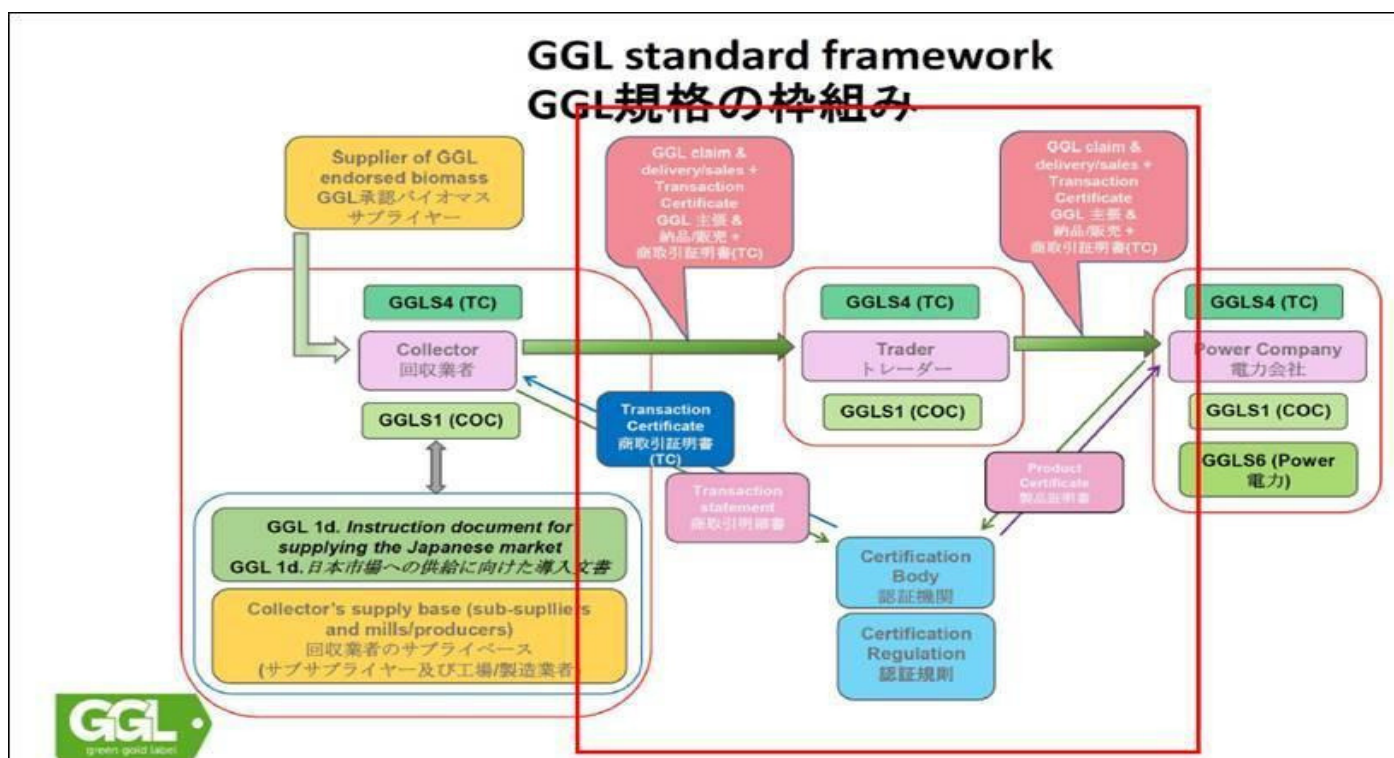 GGL standard framework
GGL規格の枠組み
Supplier of GGL
endorsed biomass
GGL承認バイオマス
サプライヤー
GGL claim &
delivery/sales +
Transaction
Certificate
GGL 主張 &
納品/販売 +
商取引証明書(TC)
GGL claim &
delivery/sales +
Transaction
Certificate
GGL 主張 &
納品/販売 +
商取引証明書(TC)
GGLS4 (TC)
Collector
回収業者
GGLS1 (COC)
GGLS4 (TC)
Trader
トレーダー
GGLS1 (COC)
GGLS4 (TC)
Power Company
電力会社
GGLS1 (COC)
GGLS6 (Power
電力)
Transaction
Certificate
商取引証明書
(TC)
Transaction
statement
商取引明細書
Product
Certificate
製品証明書
GGL 1d. Instruction document for
supplying the Japanese market
GGL 1d.日本市場への供給に向けた導入文書
Collector's supply base (sub-suplliers
and mills/producers)
回収業者のサプライベース
(サブサプライヤー及び工場/製造業者)
Certification
Body
認証機関
Certification
Regulation
認証規則
GGL
green gold label